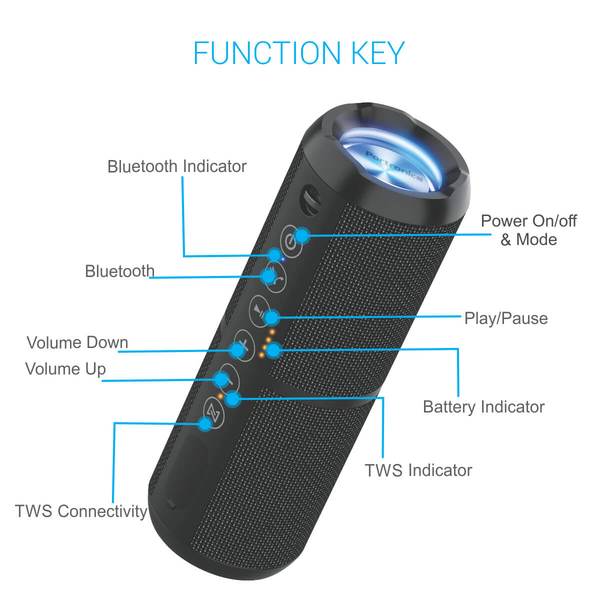 FUNCTION KEY
Portronics
Bluetooth Indicator
Power On/off
& Mode
Bluetooth
Play/Pause
Volume Down
Volume Up
Battery Indicator
TWS Indicator
TWS Connectivity